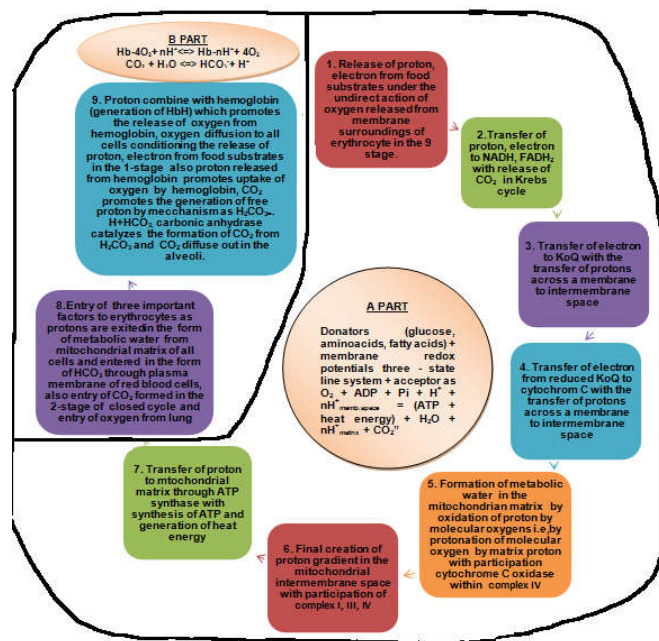 B PART
Hb-4O₂+ nH⁺<=> Hb-nH⁺+ 4O₂
CO₂ + H₂O <=> HCO₃⁻+ H⁺
9. Proton combine with hemoglobin
(generation of HbH) which promotes
the release of oxygen from
hemoglobin, oxygen diffusion to all
cells conditioning the release of
proton, electron from food substrates
in the 1-stage also proton released
from hemoglobin promotes uptake of
oxygen by hemoglobin, CO₂
promotes the generation of free
proton by mecchanism as H₂CO₃↔
H+HCO₃, carbonic anhydrase
catalyzes the formation of CO₂ from
H₂CO₃ and CO₂ diffuse out in the
alveoli.
1. Release of proton,
electron from food
substrates under the
undirect action of
oxygen released from
membrane
surroundings of
erythrocyte in the 9
stage.
2.Transfer of
proton, electron
to NADH, FADH₂
with release of
CO₂ in Krebs
cycle
3. Transfer of electron
to KoQ with the
transfer of protons
across a membrane
to intermembrane
space
4. Transfer of electron
from reduced KoQ to
cytochrom C with the
transfer of protons
across a membrane to
intermembrane space
5. Formation of metabolic
water in the
mitochondrian matrix by
oxidation of proton by
molecular oxygens i.e,by
protonation of molecular
oxygen by matrix proton
with participation
cytochrome C oxidase
within complex IV
6. Final creation of
proton gradient in the
mitochondrial
intermembrane space
with participation of
complex I, III, IV
7. Transfer of proton
to mtochondrial
matrix through ATP
synthase with
synthesis of ATP and
generation of heat
energy
8.Entry of three important
factors to erythrocytes as
protons are exitedin the form
of metabolic water from
mitochondrial matrix of all
cells and entered in the form
of HCO₃ through plasma
membrane of red blood cells,
also entry of CO₂ formed in the
2-stage of closed cycle and
entry of oxygen from lung
A PART
Donators (glucose,
aminoacids, fatty acids) +
membrane redox
potentials three - state
line system + acceptor as
O₂ + ADP + Pi + H⁺ +
nH⁺memb.space = (ATP +
heat energy) + H₂O +
nH⁺matrix + CO₂"